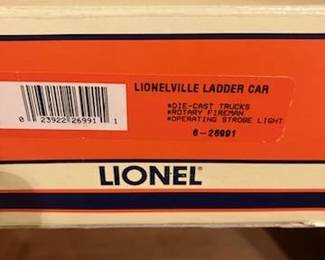 LIONELVILLE LADDER CAR
*DIE-CAST TRUCKS
*ROTARY FIREMAN
*OPERATING STROBE LIGHT
6-26991
0 23922 26991 1
LIONEL®